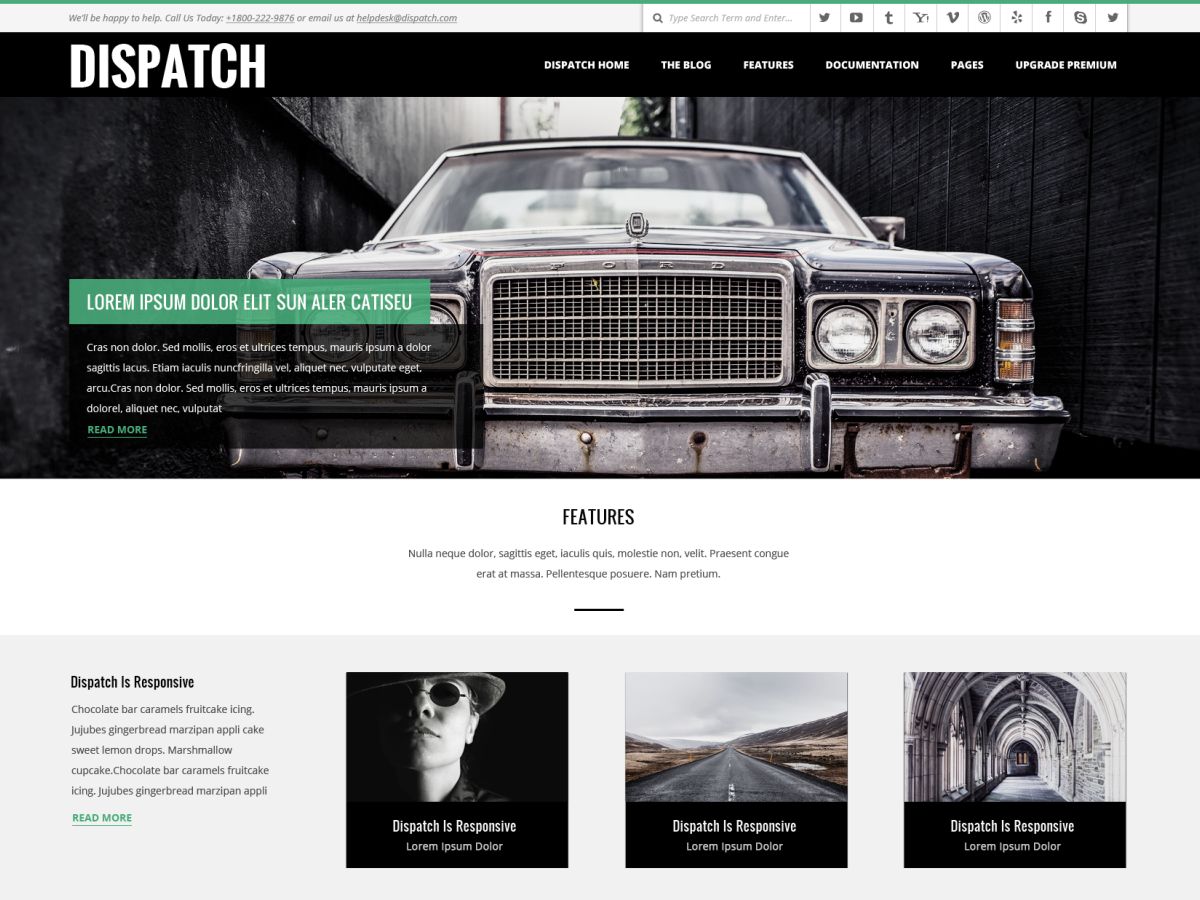 We'll be happy to help. Call Us Today: +1800-222-9876 or email us at helpdesk@dispatch.com
Type Search Term and Enter...
DISPATCH
DISPATCH HOME THE BLOG FEATURES DOCUMENTATION PAGES UPGRADE PREMIUM
FORD
LOREM IPSUM DOLOR ELIT SUN ALER CATISEU
Cras non dolor. Sed mollis, eros et ultrices tempus, mauris ipsum a dolor
sagittis lacus. Etiam iaculis nuncfringilla vel, aliquet nec, vulputate eget,
arcu.Cras non dolor. Sed mollis, eros et ultrices tempus, mauris ipsum a
dolorel, aliquet nec, vulputat
READ MORE
FEATURES
Nulla neque dolor, sagittis eget, iaculis quis, molestie non, velit. Praesent congue
erat at massa. Pellentesque posuere. Nam pretium.
Dispatch Is Responsive
Chocolate bar caramels fruitcake icing.
Jujubes gingerbread marzipan appli cake
sweet lemon drops. Marshmallow
cupcake.Chocolate bar caramels fruitcake
icing. Jujubes gingerbread marzipan appli
READ MORE
Dispatch Is Responsive
Lorem Ipsum Dolor
Dispatch Is Responsive
Lorem Ipsum Dolor
Dispatch Is Responsive
Lorem Ipsum Dolor